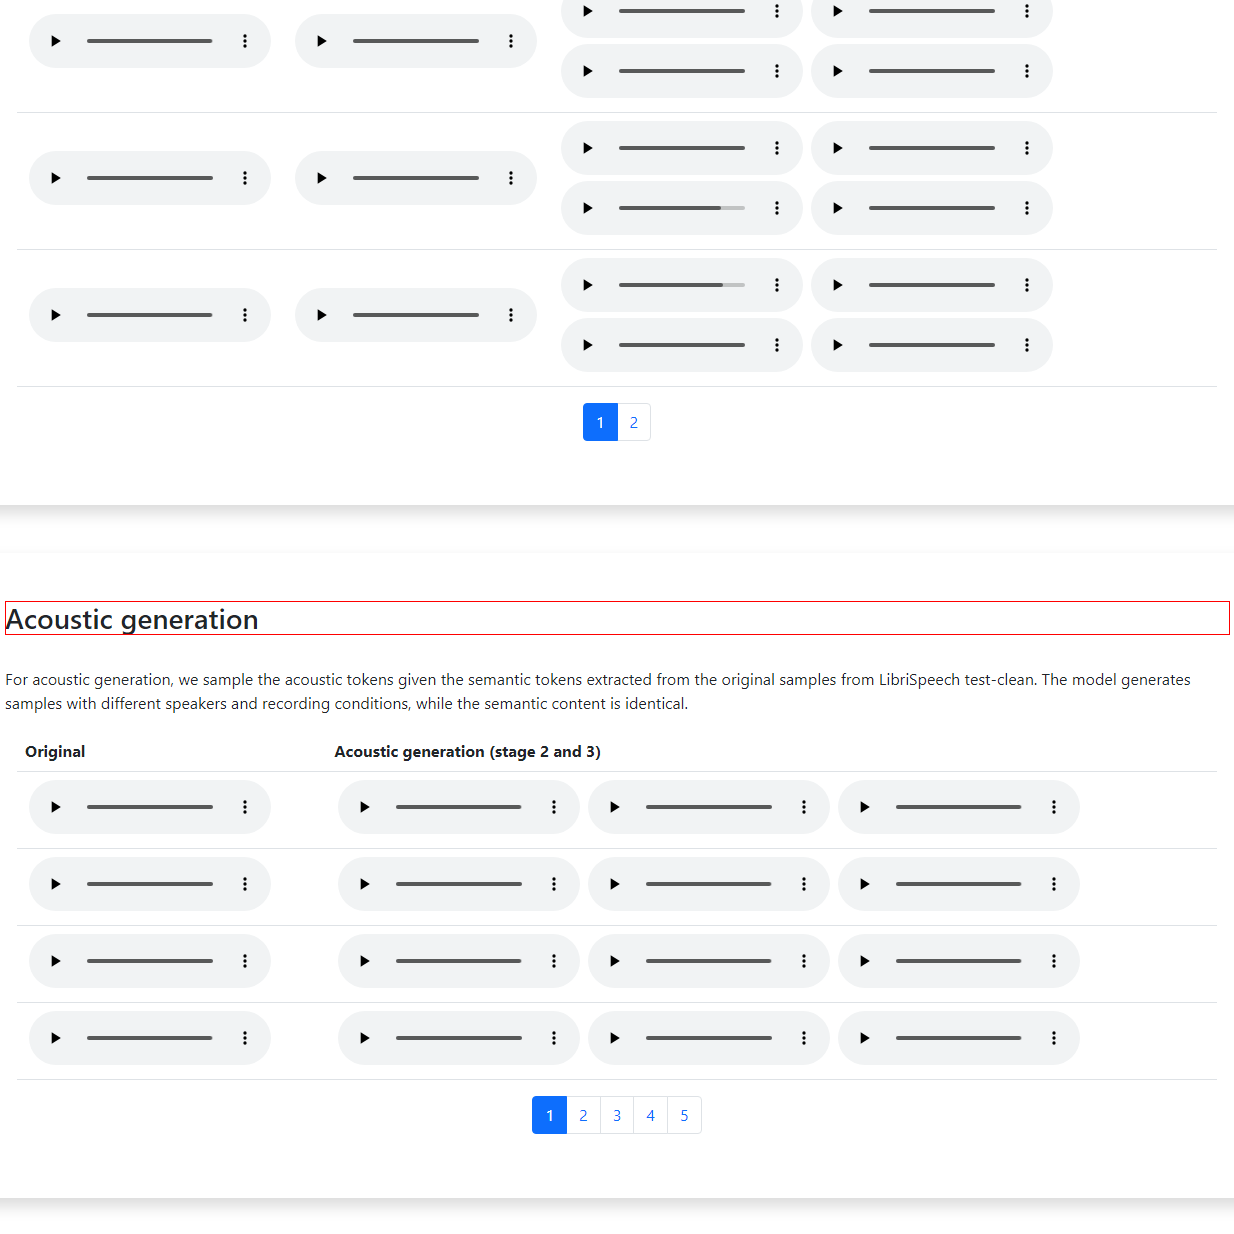 1 2
Acoustic generation
For acoustic generation, we sample the acoustic tokens given the semantic tokens extracted from the original samples from LibriSpeech test-clean. The model generates
samples with different speakers and recording conditions, while the semantic content is identical.
Original Acoustic generation (stage 2 and 3)
1 2 3 4 5